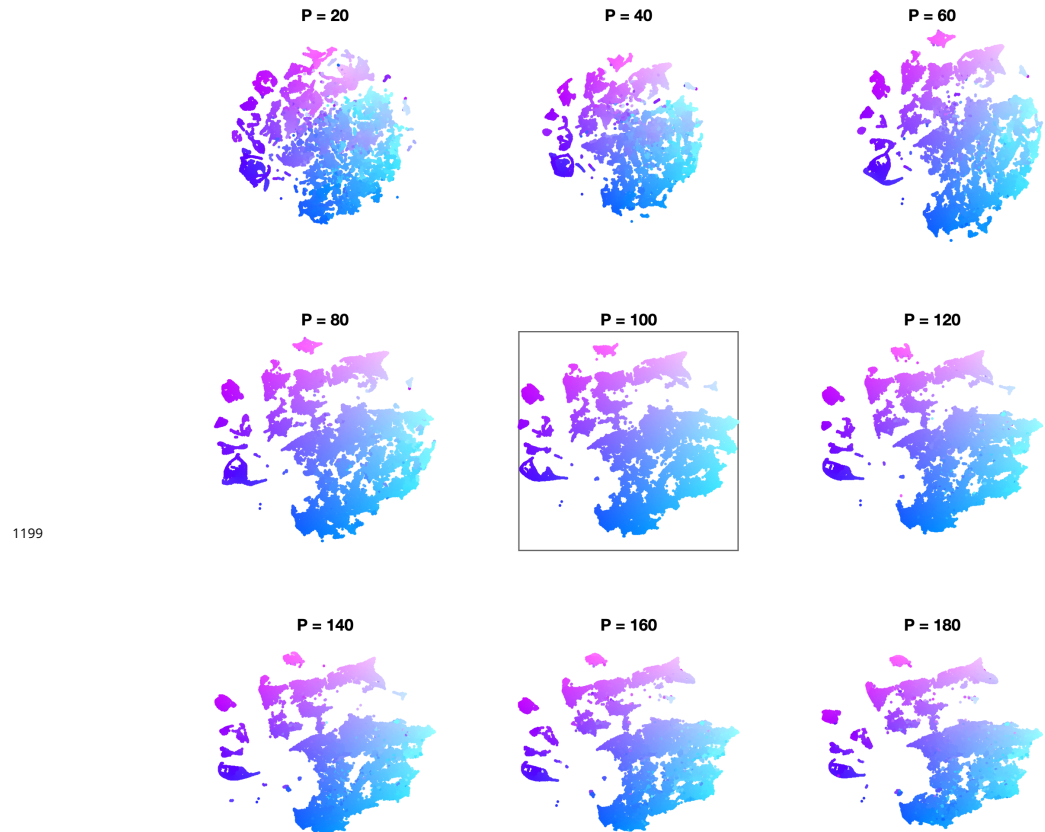 P = 20
P = 40
P = 60
P = 80
P = 100
P = 120
1199
P = 140
P = 160
P = 180